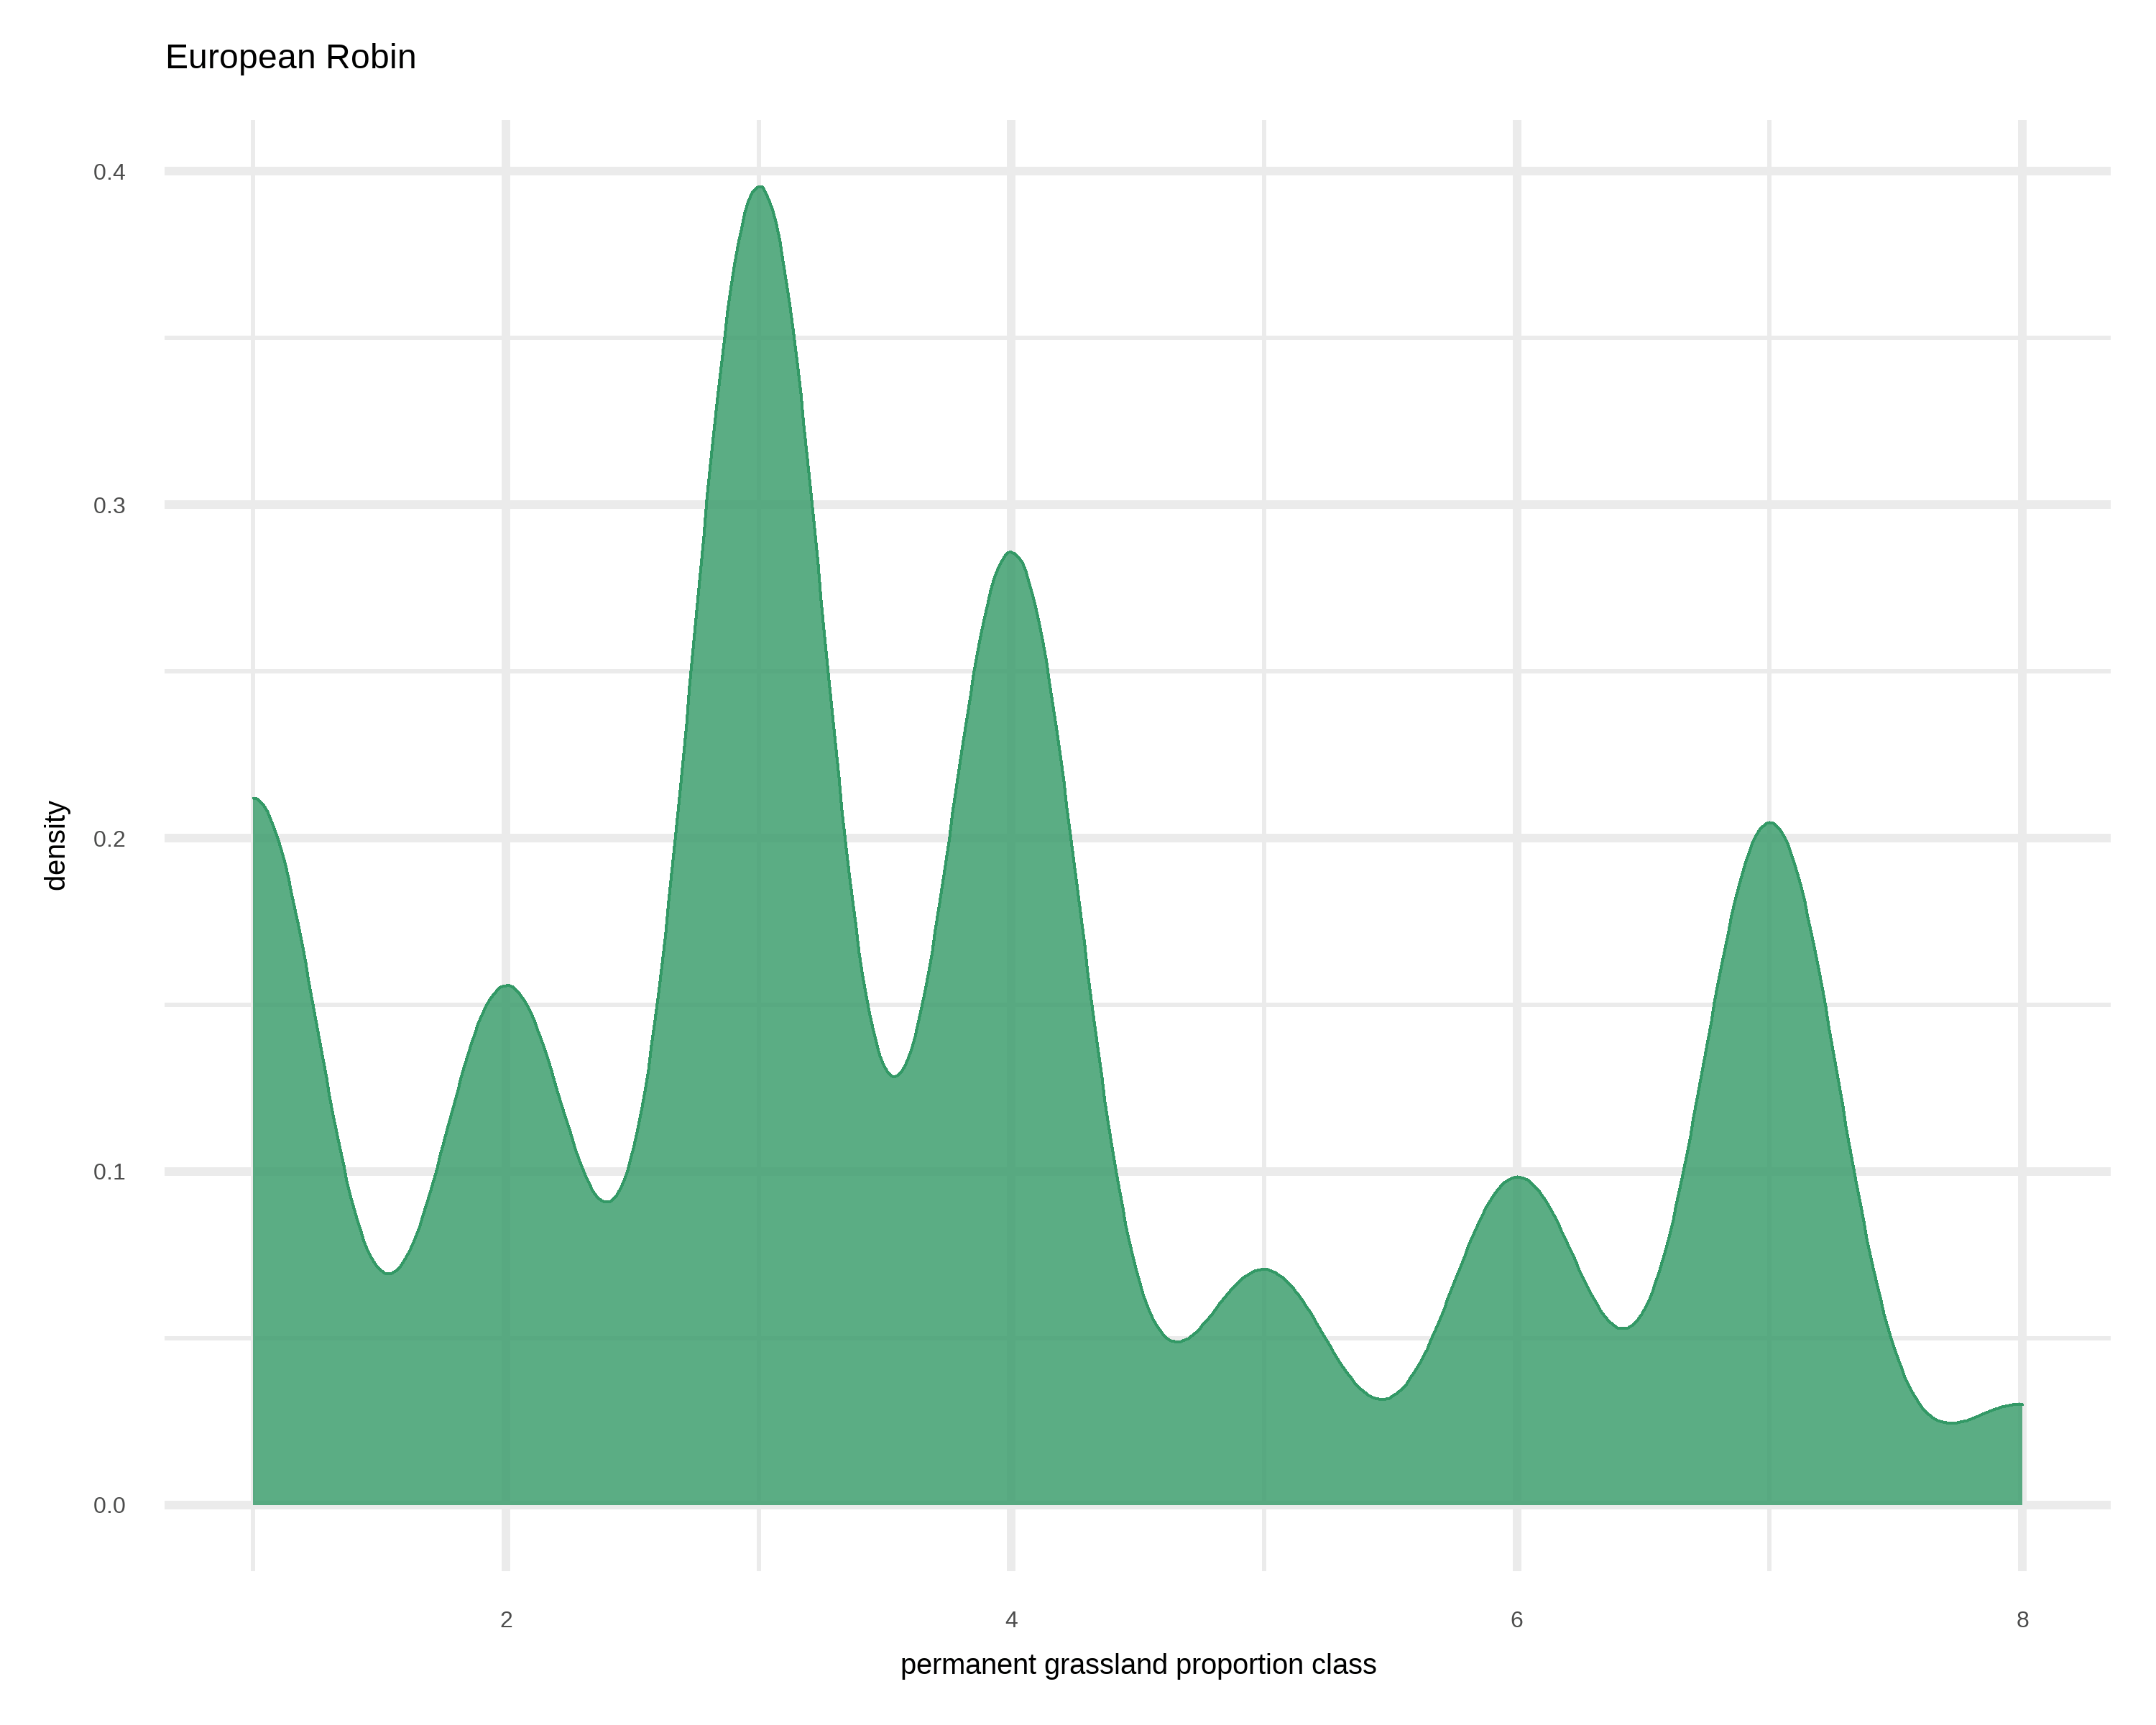 European Robin
0.4
0.3
0.2
0.1
0.0
density
2 4 6 8
permanent grassland proportion class